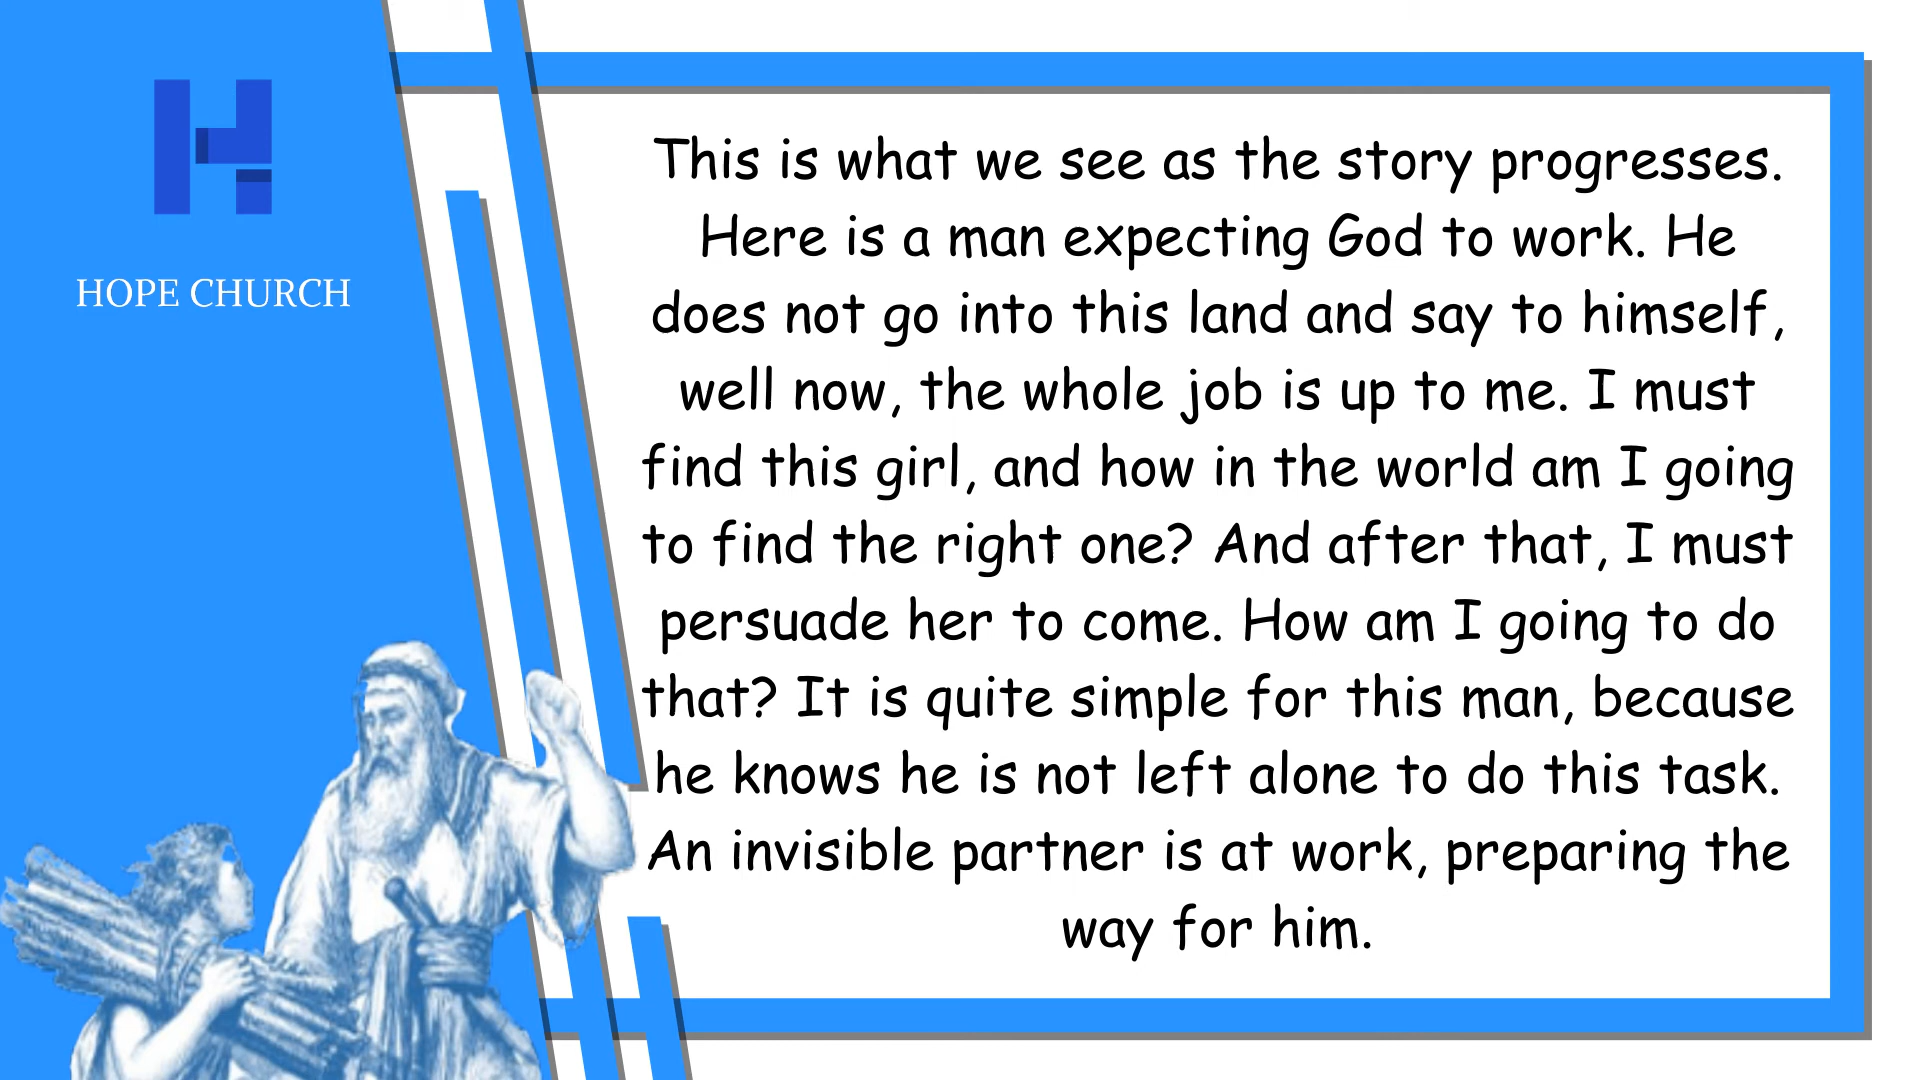 HOPE CHURCH
This is what we see as the story progresses.
Here is a man expecting God to work. He
does not go into this land and say to himself,
well now, the whole job is up to me. I must
find this girl, and how in the world am I going
to find the right one? And after that, I must
persuade her to come. How am I going to do
that? It is quite simple for this man, because
he knows he is not left alone to do this task.
An invisible partner is at work, preparing the
way for him.